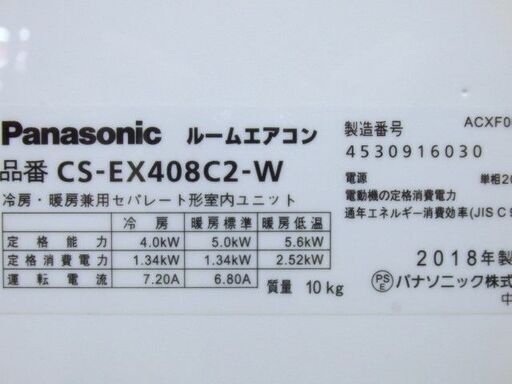 Panasonic ルームエアコン
品番 CS-EX408C2-W
冷房・暖房兼用セパレート形室内ユニット
冷房 暖房標準 暖房低温
定格能力 4.0kW 5.0kW 5.6kW
定格消費電力 1.34kW 1.34kW 2.52kW
運転電流 7.20A 6.80A
質量 10kg
ACXF0
製造番号
4530916030
電源 単相20
電動機の定格消費電力
通年エネルギー消費効率(JIS C 9
2018年製
PSE パナソニック株式
中